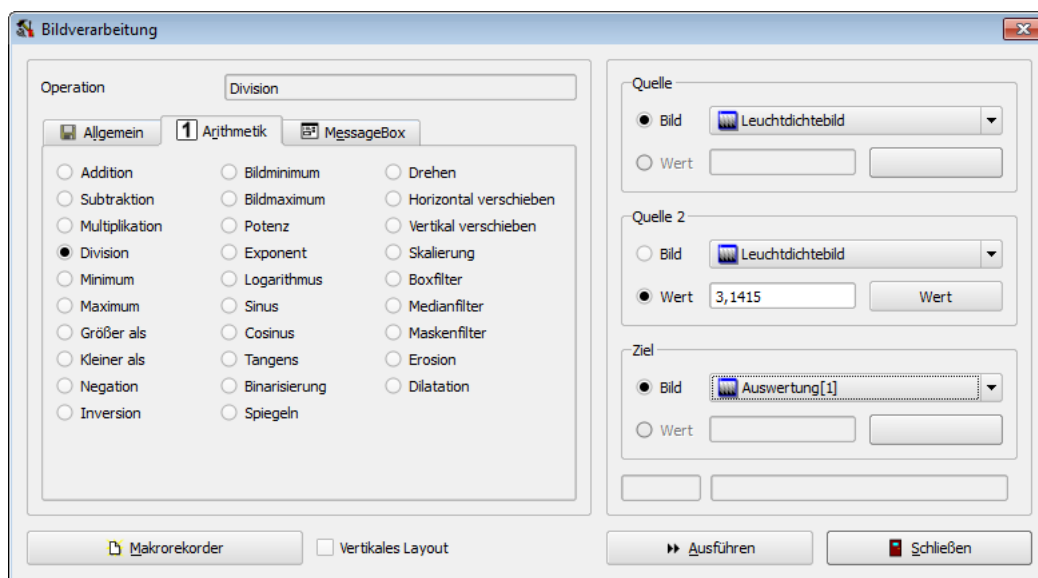 Bildverarbeitung
Operation
Division
Allgemein
1 Arithmetik
MessageBox
Addition
Subtraktion
Multiplikation
Division
Minimum
Maximum
Größer als
Kleiner als
Negation
Inversion
Bildminimum
Bildmaximum
Potenz
Exponent
Logarithmus
Sinus
Cosinus
Tangens
Binarisierung
Spiegeln
Drehen
Horizontal verschieben
Vertikal verschieben
Skalierung
Boxfilter
Medianfilter
Maskenfilter
Erosion
Dilatation
Quelle
Bild
Leuchtdichtebild
Wert
Quelle 2
Bild
Leuchtdichtebild
Wert
3,1415
Wert
Ziel
Bild
Auswertung[1]
Wert
Makrorekorder
Vertikales Layout
Ausführen
Schließen